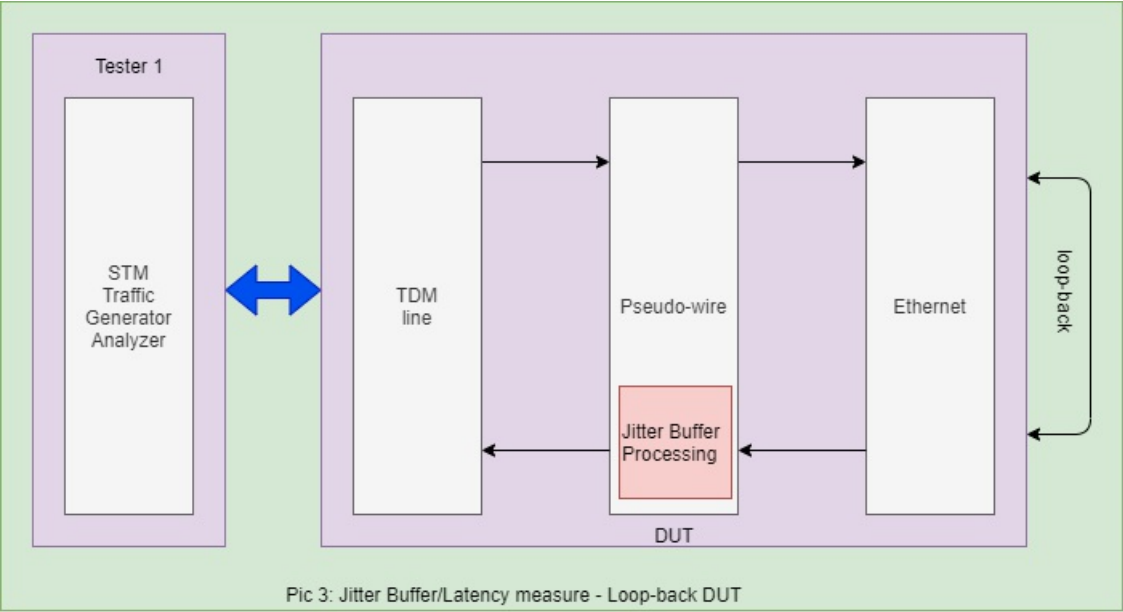 Tester 1
STM
Traffic
Generator
Analyzer
TDM
line
Pseudo-wire
Jitter Buffer
Processing
Ethernet
loop-back
DUT
Pic 3: Jitter Buffer/Latency measure - Loop-back DUT